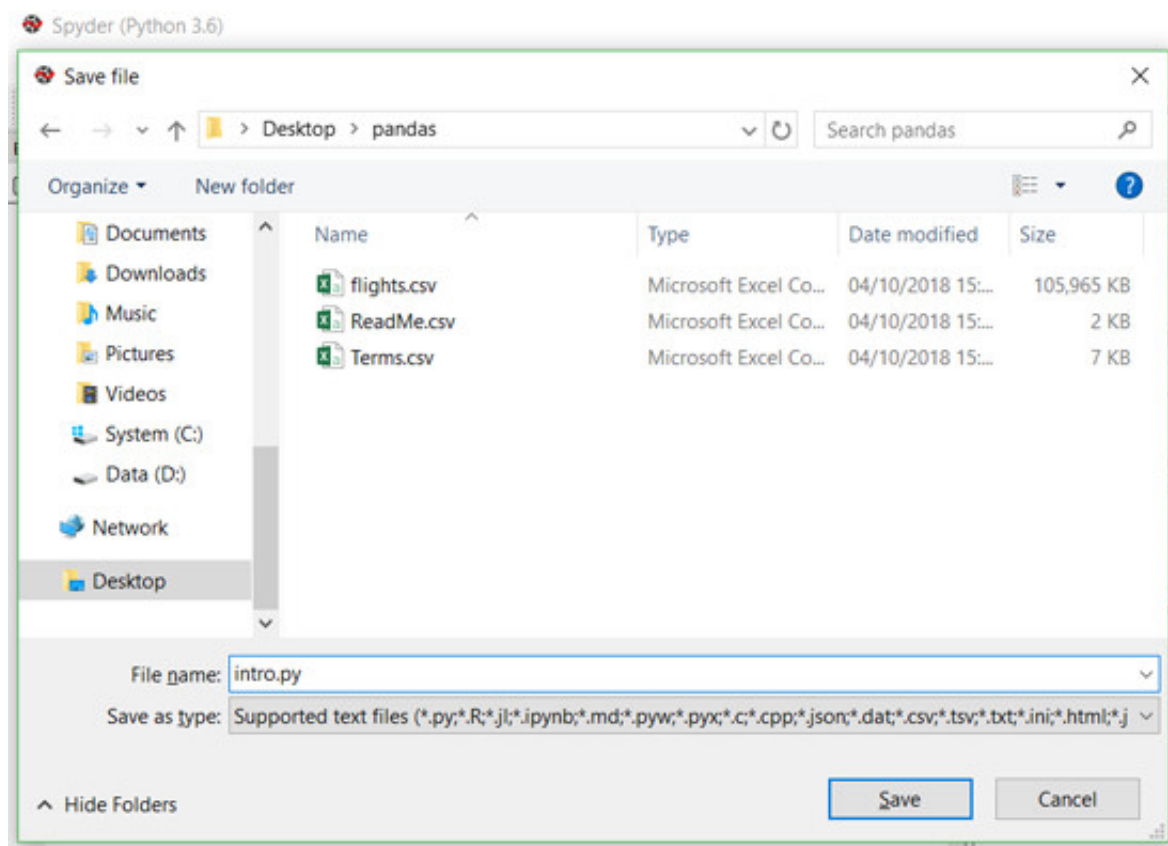 Spyder (Python 3.6)
Save file
Desktop > pandas
Search pandas
Organize
New folder
Name Type Date modified Size
Documents
Downloads
Music
Pictures
Videos
System (C:)
Data (D:)
Network
Desktop
flights.csv Microsoft Excel Co... 04/10/2018 15:... 105,965 KB
ReadMe.csv Microsoft Excel Co... 04/10/2018 15:... 2 KB
Terms.csv Microsoft Excel Co... 04/10/2018 15:... 7 KB
File name: intro.py
Save as type: Supported text files (*.py;*.R;*.jl;*.ipynb;*.md;*.pyw;*.pyx;*.c;*.cpp;*.json;*.dat;*.csv;*.tsv;*.txt;*.ini;*.html;*.j
Hide Folders
Save
Cancel